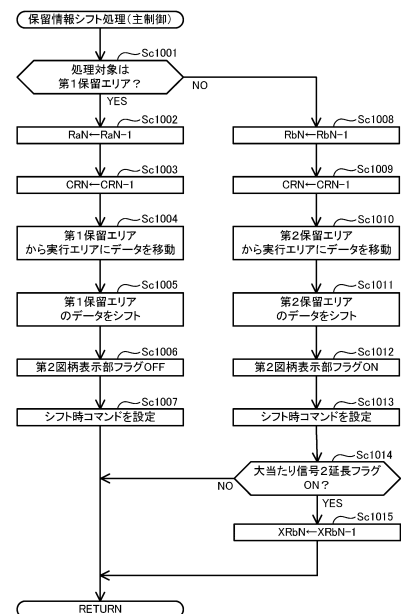 保留情報シフト処理(主制御)
Sc1001
処理対象は
第1保留エリア?
NO
YES
Sc1002
RaN←RaN-1
Sc1003
CRN←CRN-1
Sc1004
第1保留エリア
から実行エリアにデータを移動
Sc1005
第1保留エリア
のデータをシフト
Sc1006
第2図柄表示部フラグOFF
Sc1007
シフト時コマンドを設定
Sc1008
RbN←RbN-1
Sc1009
CRN←CRN-1
Sc1010
第2保留エリア
から実行エリアにデータを移動
Sc1011
第2保留エリア
のデータをシフト
Sc1012
第2図柄表示部フラグON
Sc1013
シフト時コマンドを設定
Sc1014
大当たり信号2延長フラグ
ON?
NO
YES
Sc1015
XRbN←XRbN-1
RETURN